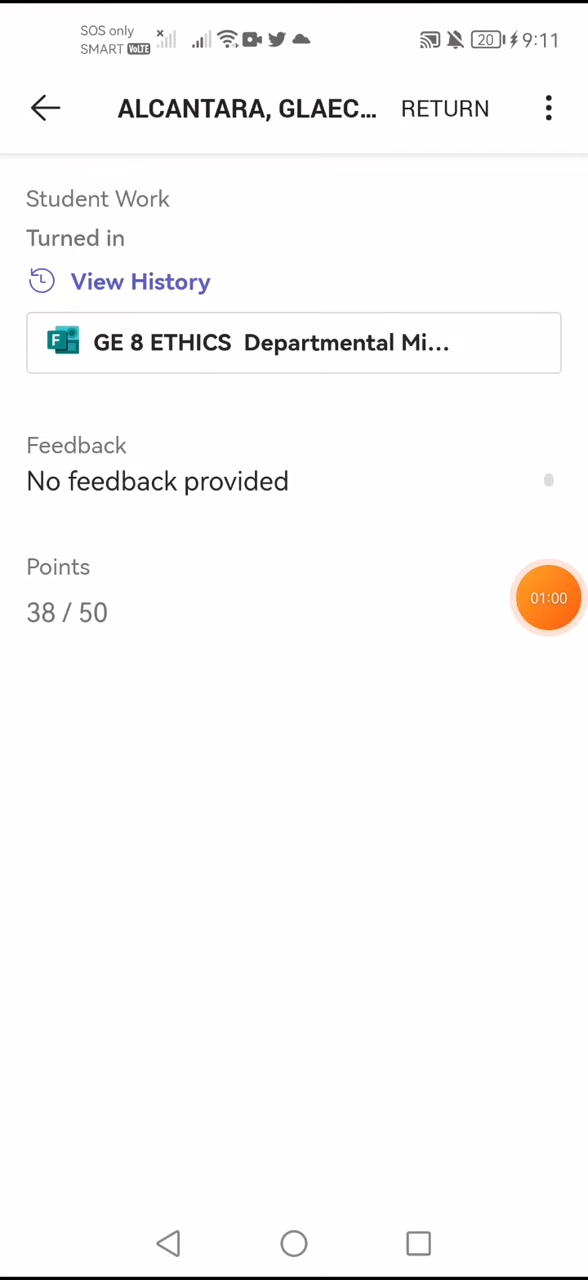 SOS only
SMART VoLTE
20 9:11
ALCANTARA, GLAEC... RETURN
Student Work
Turned in
View History
F GE 8 ETHICS Departmental Mi...
Feedback
No feedback provided
Points
38 / 50
01:00